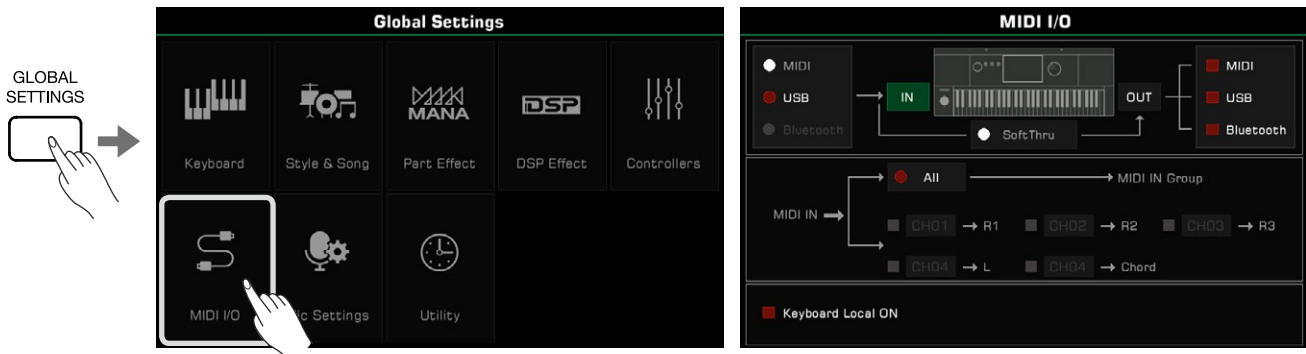 GLOBAL
SETTINGS
Global Settings
Keyboard
Style & Song
MANA
Part Effect
DSP
DSP Effect
Controllers
MIDI I/O
ic Settings
Utility
MIDI I/O
MIDI
USB
Bluetooth
IN
SoftThru
OUT
MIDI
USB
Bluetooth
MIDI IN
All
MIDI IN Group
CH01 → R1
CH02 → R2
CH03 → R3
CH04 → L
CH04 → Chord
Keyboard Local ON